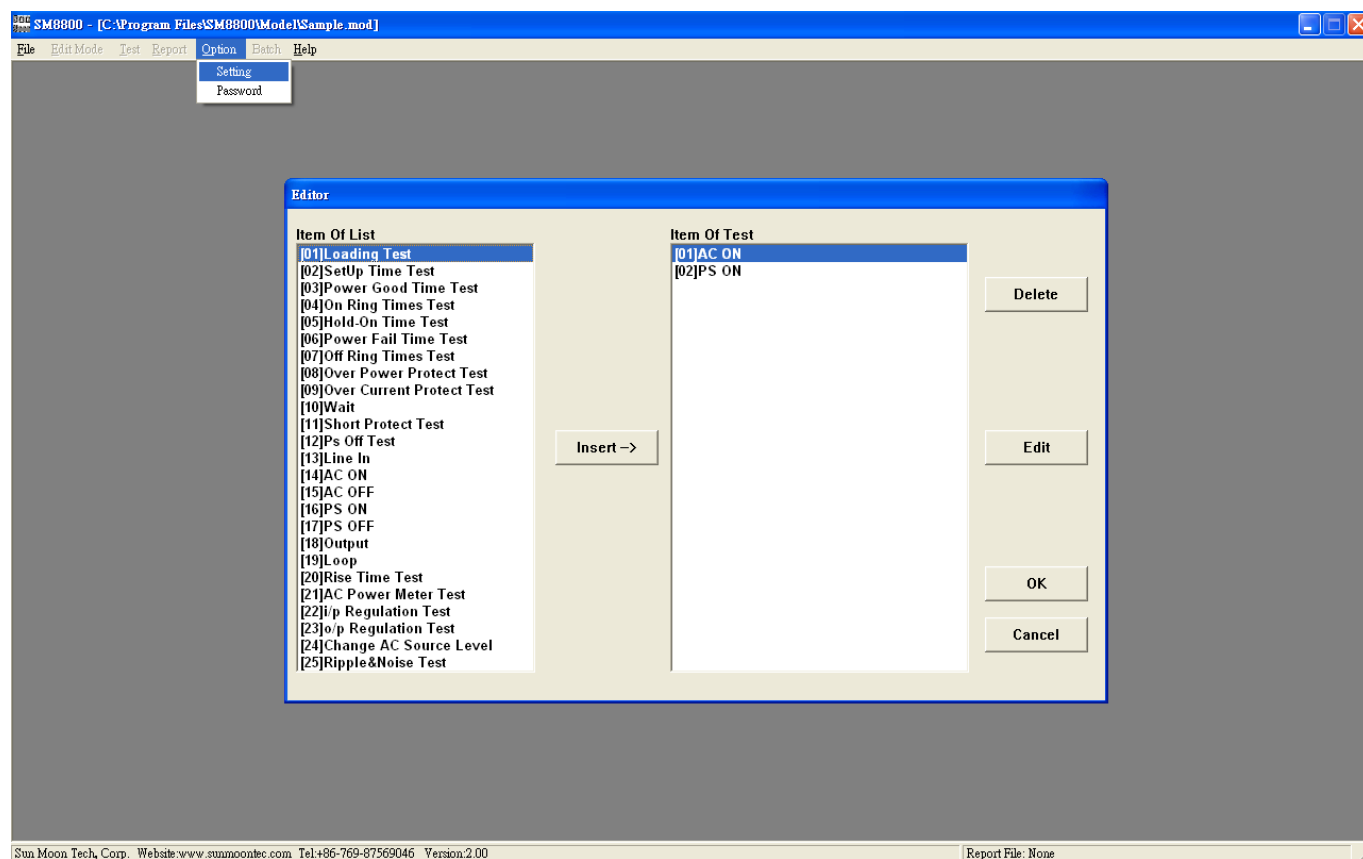 SM8800 - [C:\Program Files\SM8800\Model\Sample.mod]
File Edit Mode Test Report Option Batch Help
Setting
Password
Editor
Item Of List
[01]Loading Test
[02]SetUp Time Test
[03]Power Good Time Test
[04]On Ring Times Test
[05]Hold-On Time Test
[06]Power Fail Time Test
[07]Off Ring Times Test
[08]Over Power Protect Test
[09]Over Current Protect Test
[10]Wait
[11]Short Protect Test
[12]Ps Off Test
[13]Line In
[14]AC ON
[15]AC OFF
[16]PS ON
[17]PS OFF
[18]Output
[19]Loop
[20]Rise Time Test
[21]AC Power Meter Test
[22]i/p Regulation Test
[23]o/p Regulation Test
[24]Change AC Source Level
[25]Ripple&Noise Test
Insert -->
Item Of Test
[01]AC ON
[02]PS ON
Delete
Edit
OK
Cancel
Sun Moon Tech, Corp. Website:www.sunmoontec.com Tel:+86-769-87569046 Version:2.00
Report File: None